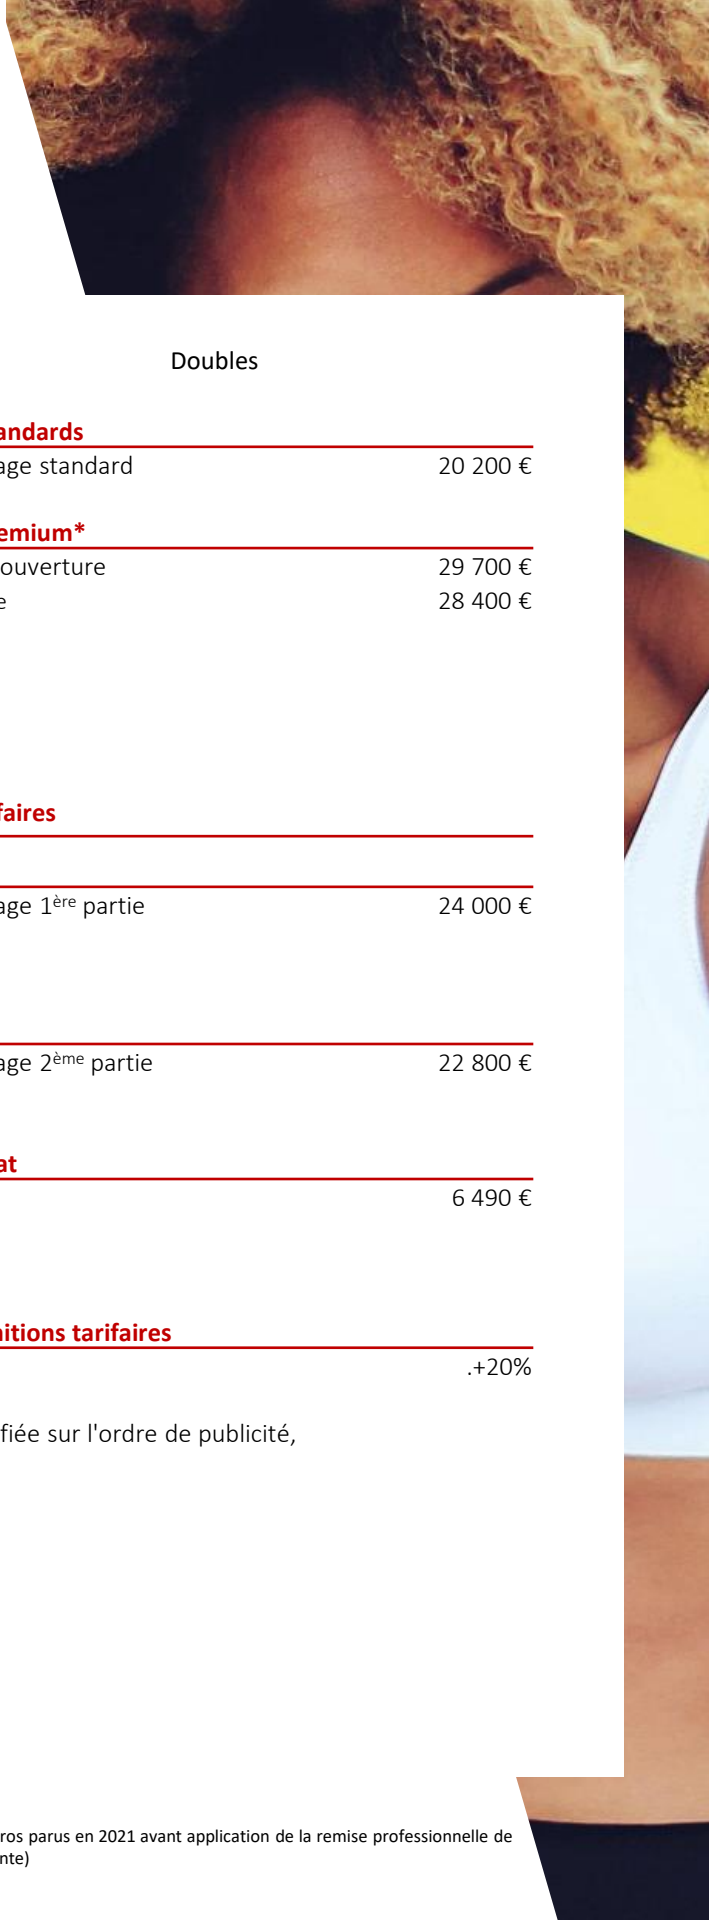 Doubles
andards
age standard 20 200 €
emium*
ouverture 29 700 €
e 28 400 €
faires
age 1ère partie 24 000 €
age 2ème partie 22 800 €
at
6 490 €
nitions tarifaires
.+20%
fiée sur l'ordre de publicité,
ros parus en 2021 avant application de la remise professionnelle de
nte)